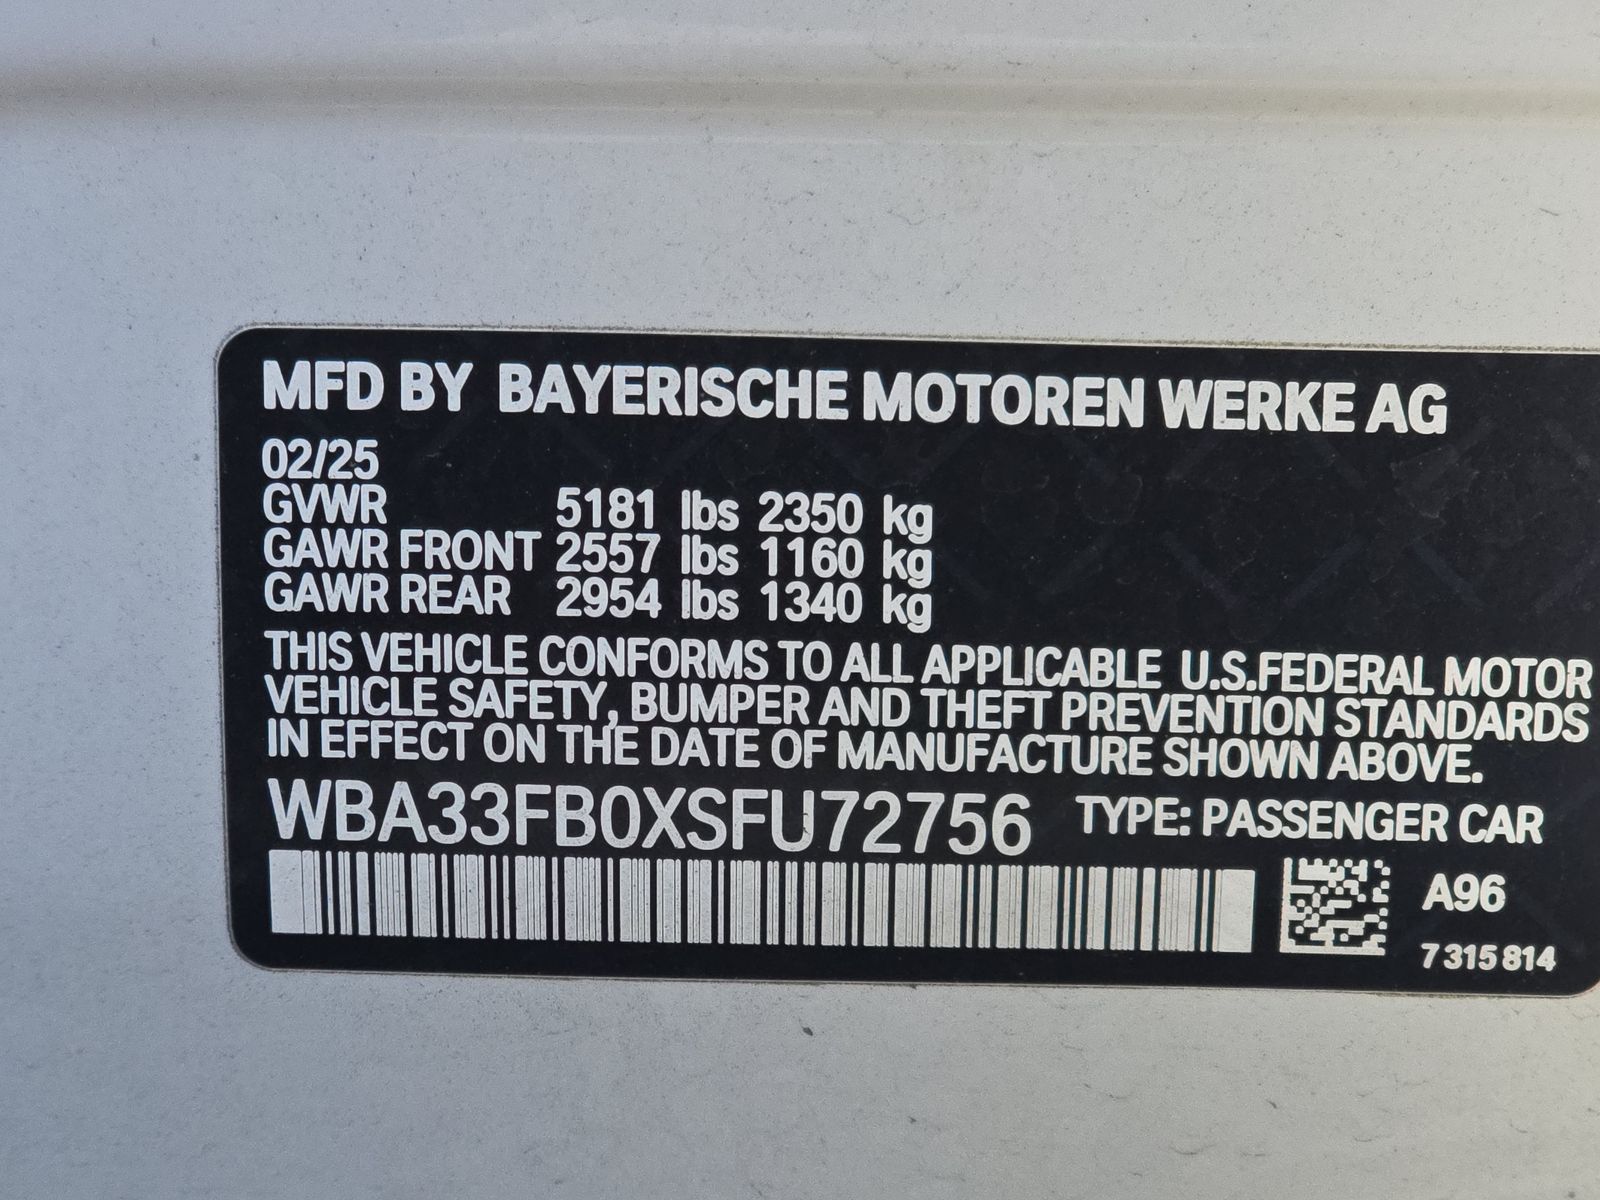 MFD BY BAYERISCHE MOTOREN WERKE AG
02/25
GVWR 5181 lbs 2350 kg
GAWR FRONT 2557 lbs 1160 kg
GAWR REAR 2954 lbs 1340 kg
THIS VEHICLE CONFORMS TO ALL APPLICABLE U.S.FEDERAL MOTOR
VEHICLE SAFETY, BUMPER AND THEFT PREVENTION STANDARDS
IN EFFECT ON THE DATE OF MANUFACTURE SHOWN ABOVE.
WBA33FB0XSFU72756 TYPE: PASSENGER CAR
A96
7 315 814